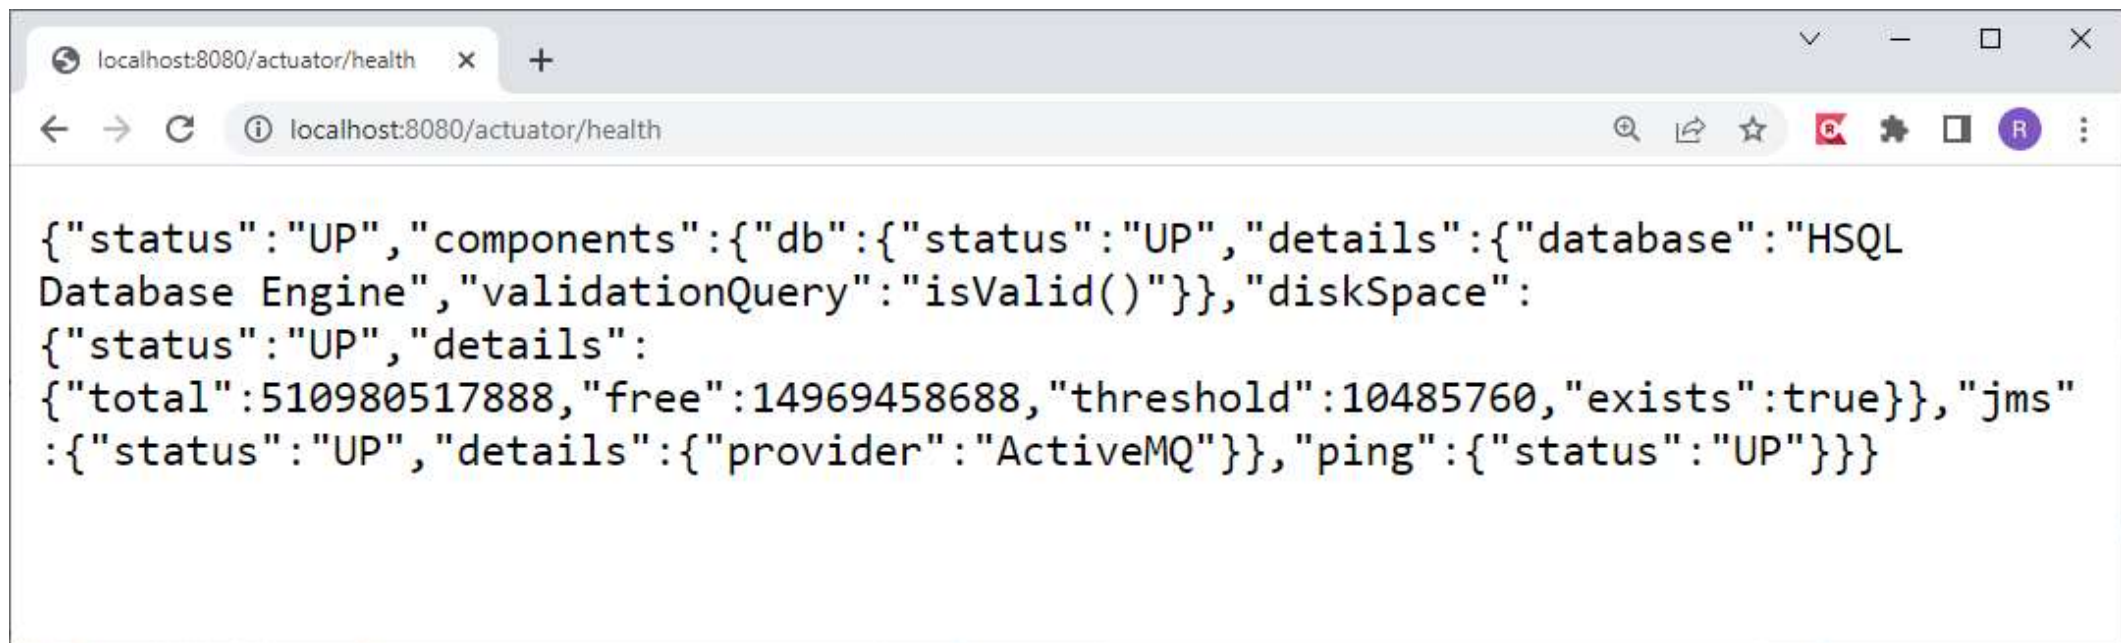 localhost:8080/actuator/health
localhost:8080/actuator/health
R
R
{"status":"UP","components":{"db":{"status":"UP","details":{"database":"HSQL
Database Engine","validationQuery":"isValid()"}},"diskSpace":
{"status":"UP","details":
{"total":510980517888,"free":14969458688,"threshold":10485760,"exists":true}},"jms"
:{"status":"UP","details":{"provider":"ActiveMQ"}},"ping":{"status":"UP"}}}